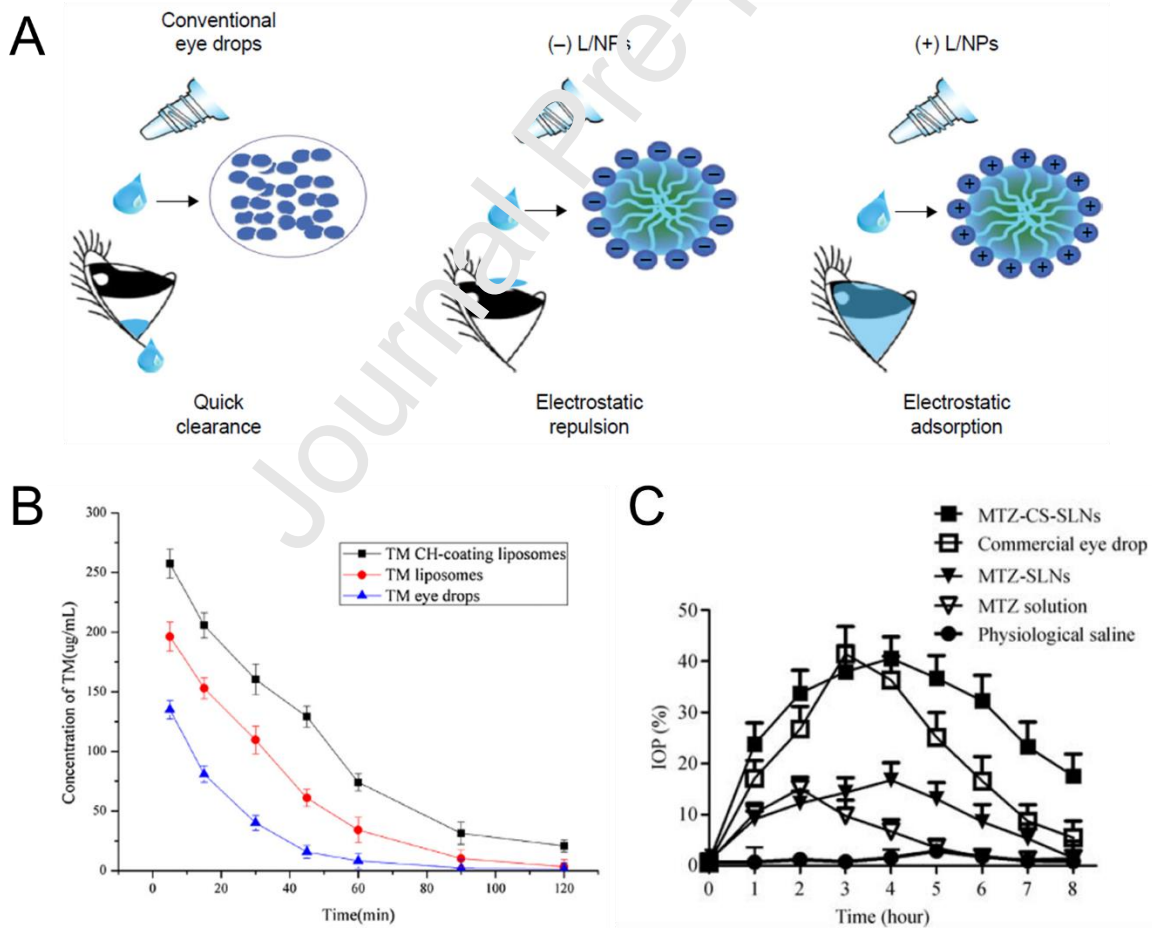 A
Conventional
eye drops
(–) L/NPs
(+) L/NPs
Quick
clearance
Electrostatic
repulsion
Electrostatic
adsorption
Journal Pre-
B
Concentration of TM(ug/mL)
300
250
200
150
100
50
0
TM CH-coating liposomes
TM liposomes
TM eye drops
0 20 40 60 80 100 120
Time(min)
C
MTZ-CS-SLNs
Commercial eye drop
MTZ-SLNs
MTZ solution
Physiological saline
IOP (%)
50
40
30
20
10
0
0 1 2 3 4 5 6 7 8
Time (hour)